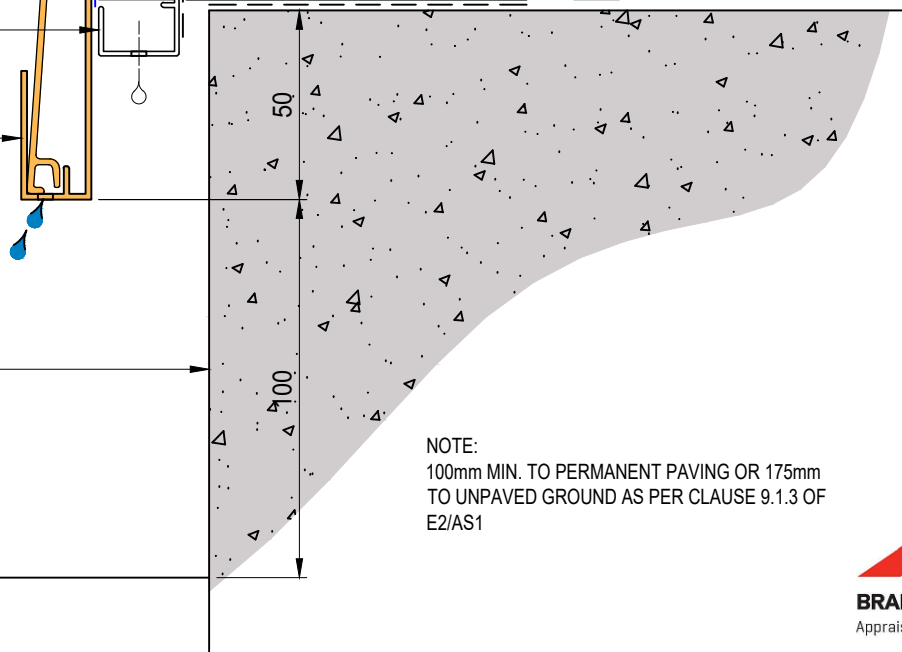 50
100
NOTE:
100mm MIN. TO PERMANENT PAVING OR 175mm
TO UNPAVED GROUND AS PER CLAUSE 9.1.3 OF
E2/AS1